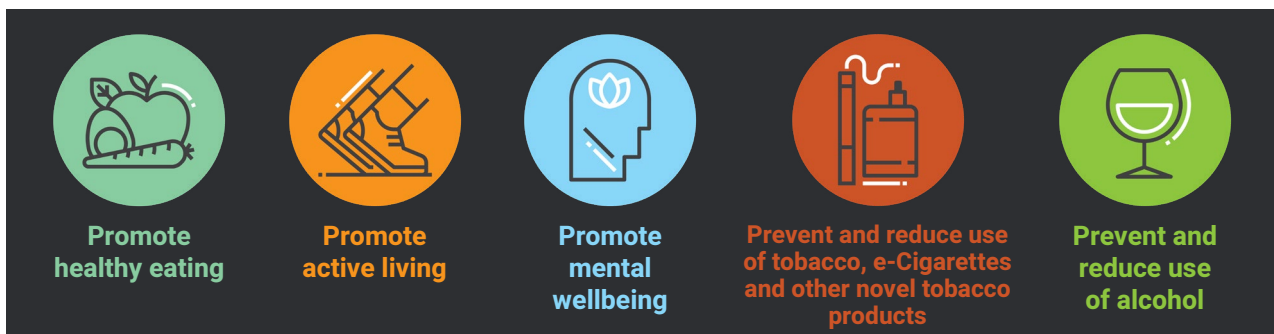 Promote
healthy eating
Promote
active living
Promote
mental
wellbeing
Prevent and reduce use
of tobacco, e-Cigarettes
and other novel tobacco
products
Prevent and
reduce use
of alcohol